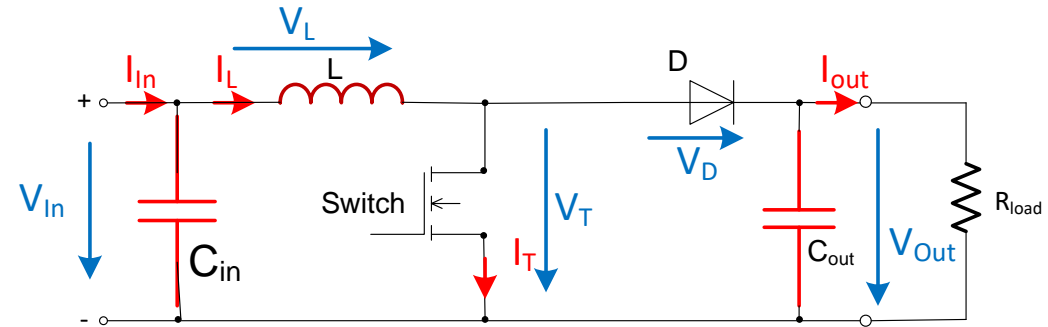 V_L
I_In
I_L
L
D
I_out
+
V_In
C_in
Switch
I_T
V_T
V_D
C_out
V_Out
R_load
-